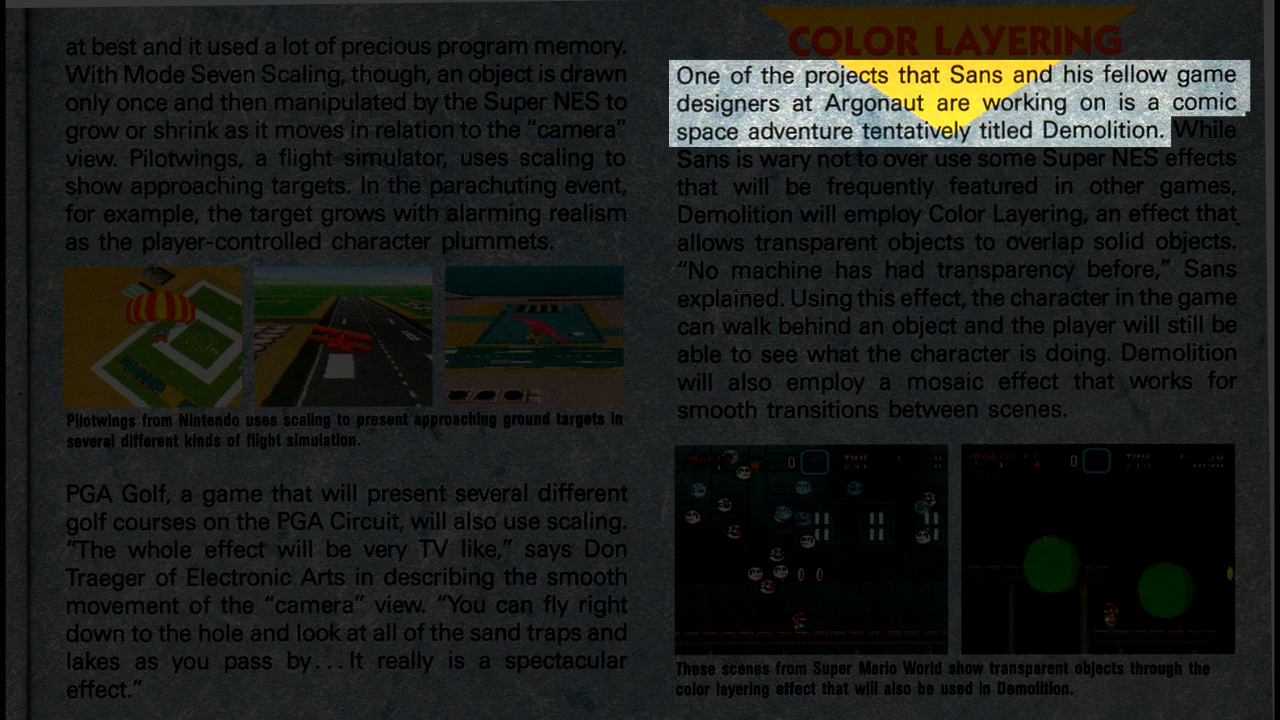 at best and it used a lot of precious program memory.
With Mode Seven Scaling, though, an object is drawn
only once and then manipulated by the Super NES to
grow or shrink as it moves in relation to the “camera”
view. Pilotwings, a flight simulator, uses scaling to
show approaching targets. In the parachuting event,
for example, the target grows with alarming realism
as the player-controlled character plummets.
Pilotwings from Nintendo uses scaling to present approaching ground targets in
several different kinds of flight simulation.
PGA Golf, a game that will present several different
golf courses on the PGA Circuit, will also use scaling.
“The whole effect will be very TV like,” says Don
Traeger of Electronic Arts in describing the smooth
movement of the “camera” view. “You can fly right
down to the hole and look at all of the sand traps and
lakes as you pass by...It really is a spectacular
effect.”
COLOR LAYERING
One of the projects that Sans and his fellow game
designers at Argonaut are working on is a comic
space adventure tentatively titled Demolition. While
Sans is wary not to over use some Super NES effects
that will be frequently featured in other games,
Demolition will employ Color Layering, an effect that
allows transparent objects to overlap solid objects.
“No machine has had transparency before,” Sans
explained. Using this effect, the character in the game
can walk behind an object and the player will still be
able to see what the character is doing. Demolition
will also employ a mosaic effect that works for
smooth transitions between scenes.
MARIO
0
TIME
MARIO
0
TIME
These scenes from Super Mario World show transparent objects through the
color layering effect that will also be used in Demolition.